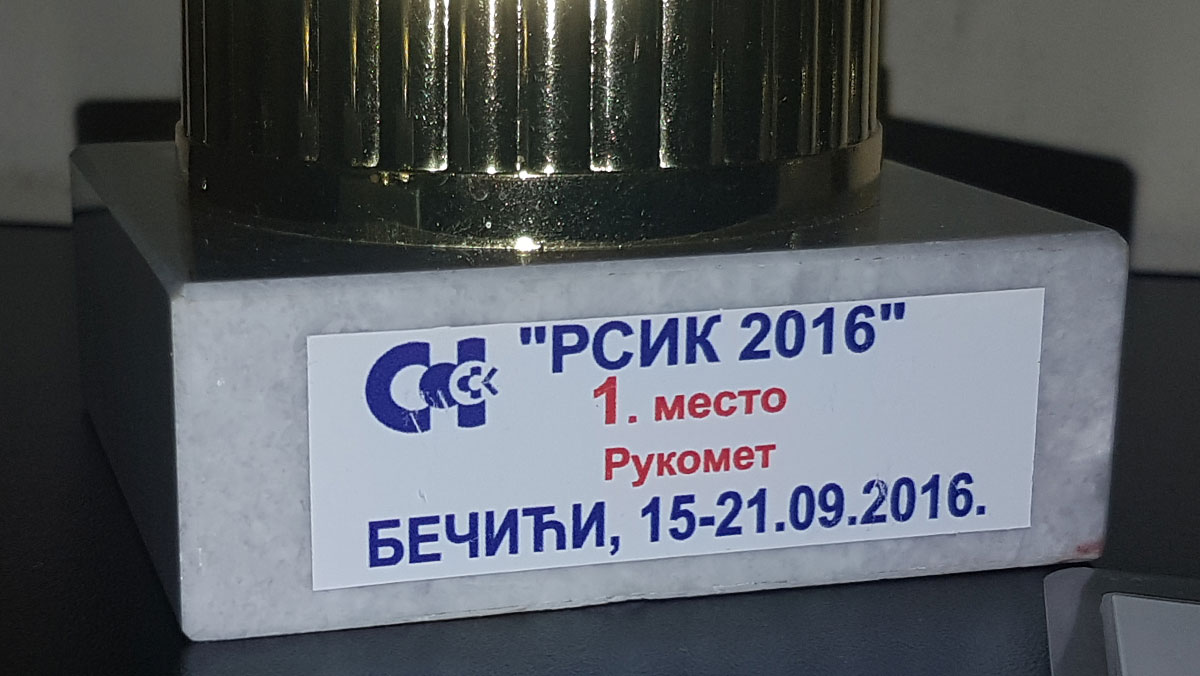 "РСИК 2016"
1. место
Рукомет
БЕЧИЋИ, 15-21.09.2016.